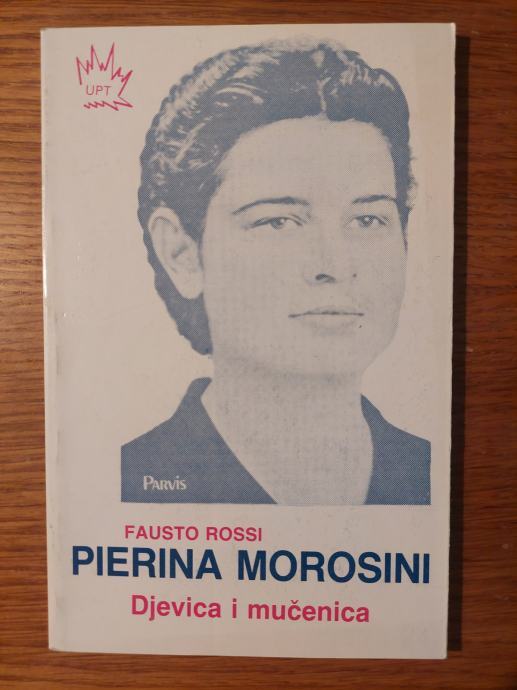 UPT
PARVIS
FAUSTO ROSSI
PIERINA MOROSINI
Djevica i mučenica